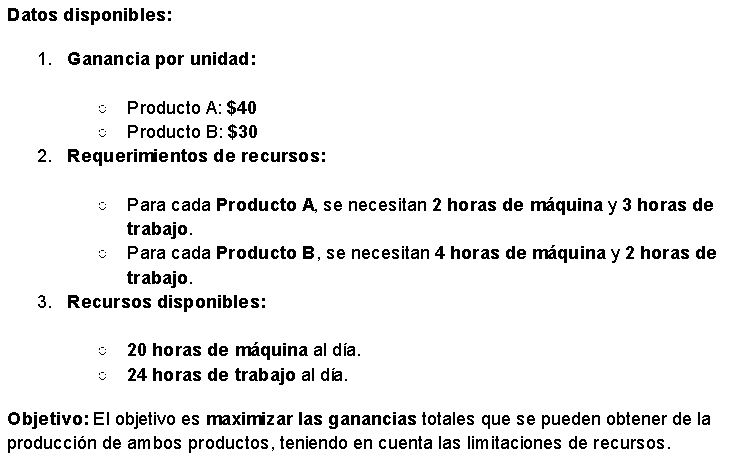 Datos disponibles:
1. Ganancia por unidad:
○ Producto A: $40
○ Producto B: $30
2. Requerimientos de recursos:
○ Para cada Producto A, se necesitan 2 horas de máquina y 3 horas de
trabajo.
○ Para cada Producto B, se necesitan 4 horas de máquina y 2 horas de
trabajo.
3. Recursos disponibles:
○ 20 horas de máquina al día.
○ 24 horas de trabajo al día.
Objetivo: El objetivo es maximizar las ganancias totales que se pueden obtener de la
producción de ambos productos, teniendo en cuenta las limitaciones de recursos.